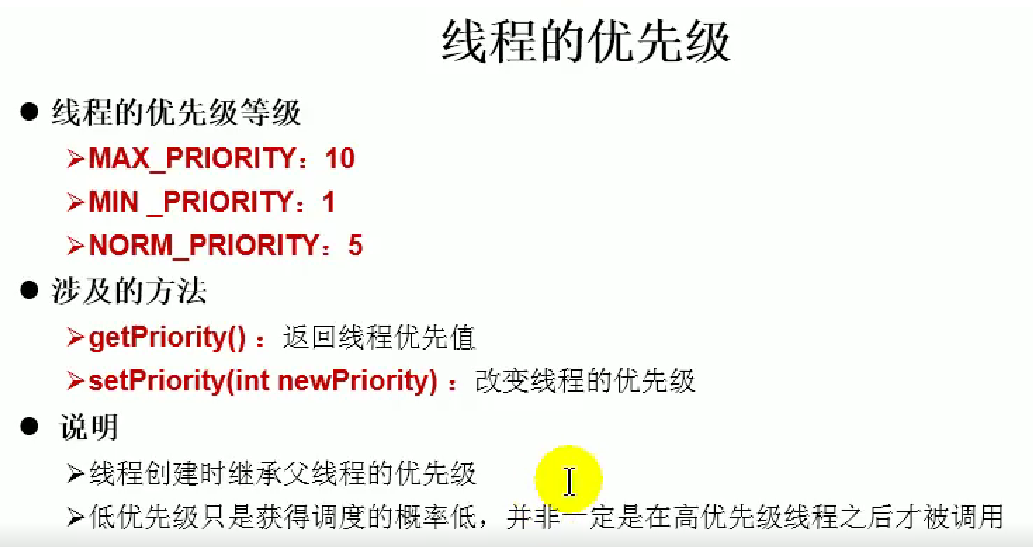 线程的优先级
● 线程的优先级等级
➢MAX_PRIORITY：10
➢MIN _PRIORITY：1
➢NORM_PRIORITY：5
● 涉及的方法
➢getPriority() ：返回线程优先值
➢setPriority(int newPriority) ：改变线程的优先级
● 说明
➢线程创建时继承父线程的优先级
➢低优先级只是获得调度的概率低，并非一定是在高优先级线程之后才被调用